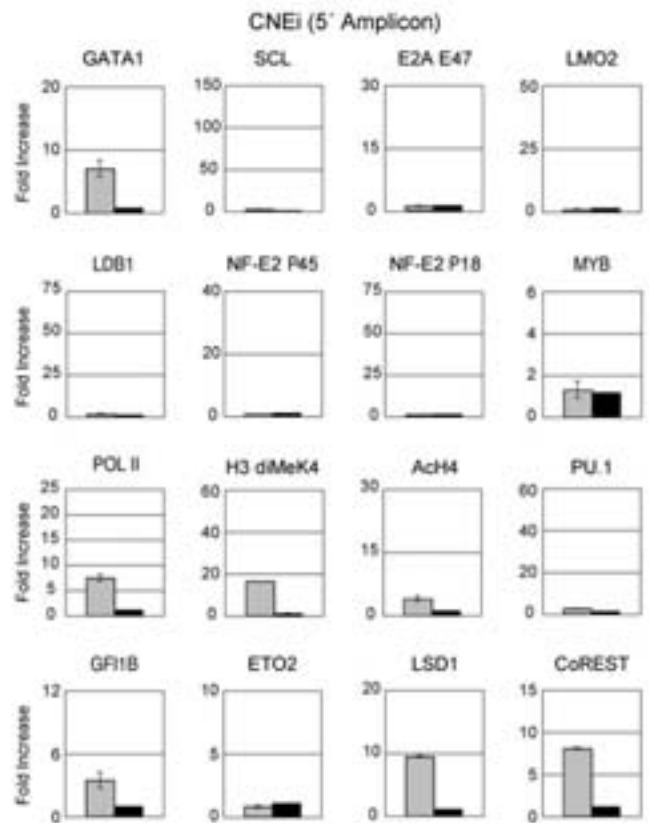 CNEi (5´ Amplicon)
GATA1 SCL E2A E47 LMO2
Fold Increase
20 10 0
150 100 50 0
30 15 0
50 25 0
LDB1 NF-E2 P45 NF-E2 P18 MYB
Fold Increase
75 50 25 0
40 20 0
75 50 25 0
6 4 2 0
POL II H3 diMeK4 AcH4 PU.1
Fold Increase
25 20 15 10 5 0
60 40 20 0
30 15 0
60 40 20 0
GFI1B ETO2 LSD1 CoREST
Fold Increase
12 6 0
10 5 0
20 10 0
15 10 5 0